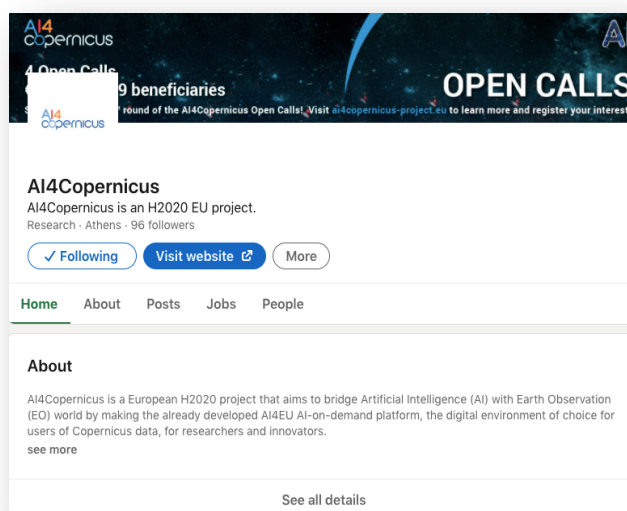 AI4
copernicus
AI
4 Open Calls
9 beneficiaries
OPEN CALLS
round of the AI4Copernicus Open Calls! Visit ai4copernicus-project.eu to learn more and register your interest
AI4
copernicus
AI4Copernicus
AI4Copernicus is an H2020 EU project.
Research · Athens · 96 followers
✓ Following
Visit website
More
Home About Posts Jobs People
About
AI4Copernicus is a European H2020 project that aims to bridge Artificial Intelligence (AI) with Earth Observation
(EO) world by making the already developed AI4EU AI-on-demand platform, the digital environment of choice for
users of Copernicus data, for researchers and innovators.
see more
See all details